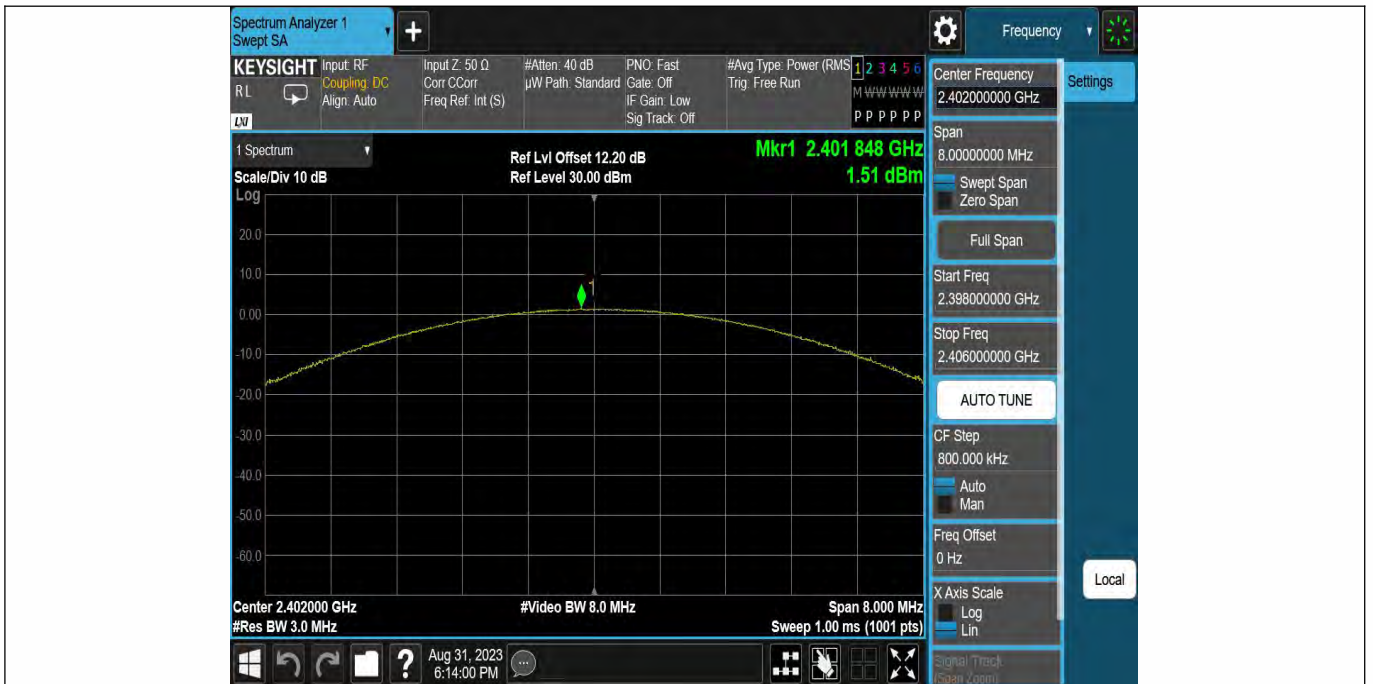 Spectrum Analyzer 1
Swept SA
+
Frequency
KEYSIGHT
RL
LXI
Input: RF
Coupling: DC
Align: Auto
Input Z: 50 Ω
Corr CCorr
Freq Ref: Int (S)
#Atten: 40 dB
µW Path: Standard
PNO: Fast
Gate: Off
IF Gain: Low
Sig Track: Off
#Avg Type: Power (RMS
Trig: Free Run
1 2 3 4 5 6
M W W W W W
P P P P P P
1 Spectrum
Scale/Div 10 dB
Log
Ref Lvl Offset 12.20 dB
Ref Level 30.00 dBm
Mkr1 2.401 848 GHz
1.51 dBm
20.0
10.0
1
0.00
-10.0
-20.0
-30.0
-40.0
-50.0
-60.0
Center 2.402000 GHz
#Res BW 3.0 MHz
#Video BW 8.0 MHz
Span 8.000 MHz
Sweep 1.00 ms (1001 pts)
Center Frequency
2.402000000 GHz
Settings
Span
8.00000000 MHz
Swept Span
Zero Span
Full Span
Start Freq
2.398000000 GHz
Stop Freq
2.406000000 GHz
AUTO TUNE
CF Step
800.000 kHz
Auto
Man
Freq Offset
0 Hz
X Axis Scale
Log
Lin
Signal Track
(Span Zoom)
Local
?
Aug 31, 2023
6:14:00 PM